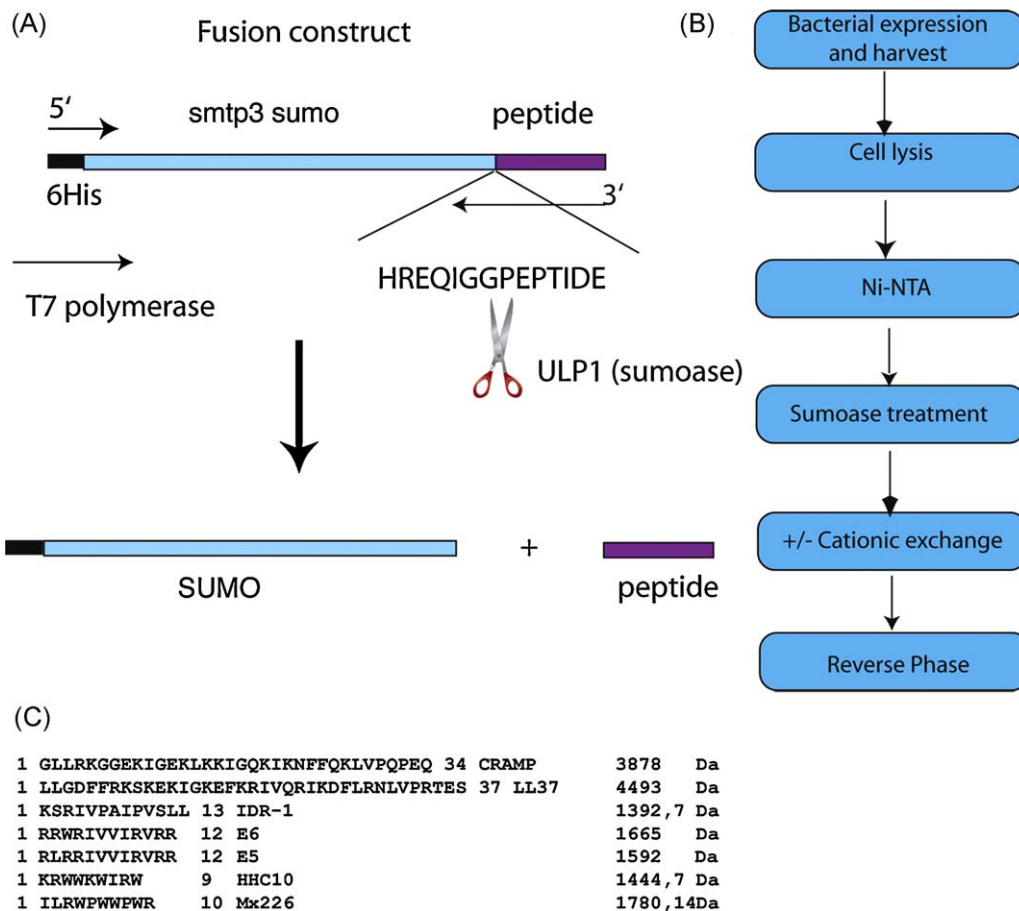 (A)
Fusion construct
5‘
smtp3 sumo
peptide
6His
3‘
HREQIGGPEPTIDE
T7 polymerase
ULP1 (sumoase)
+
SUMO
peptide
(B)
Bacterial expression
and harvest
Cell lysis
Ni-NTA
Sumoase treatment
+/- Cationic exchange
Reverse Phase
(C)
1 GLLRKGGEKIGEKLKKIGQKIKNFFQKLVPQPEQ 34 CRAMP 3878 Da
1 LLGDFFRKSKEKIGKEFKRIVQRIKDFLRNLVPRTES 37 LL37 4493 Da
1 KSRIVPAIPVSLL 13 IDR-1 1392,7 Da
1 RRWRIVVIRVRR 12 E6 1665 Da
1 RLRRIVVIRVRR 12 E5 1592 Da
1 KRWWKWIRW 9 HHC10 1444,7 Da
1 ILRWPWWPWR 10 Mx226 1780,14Da